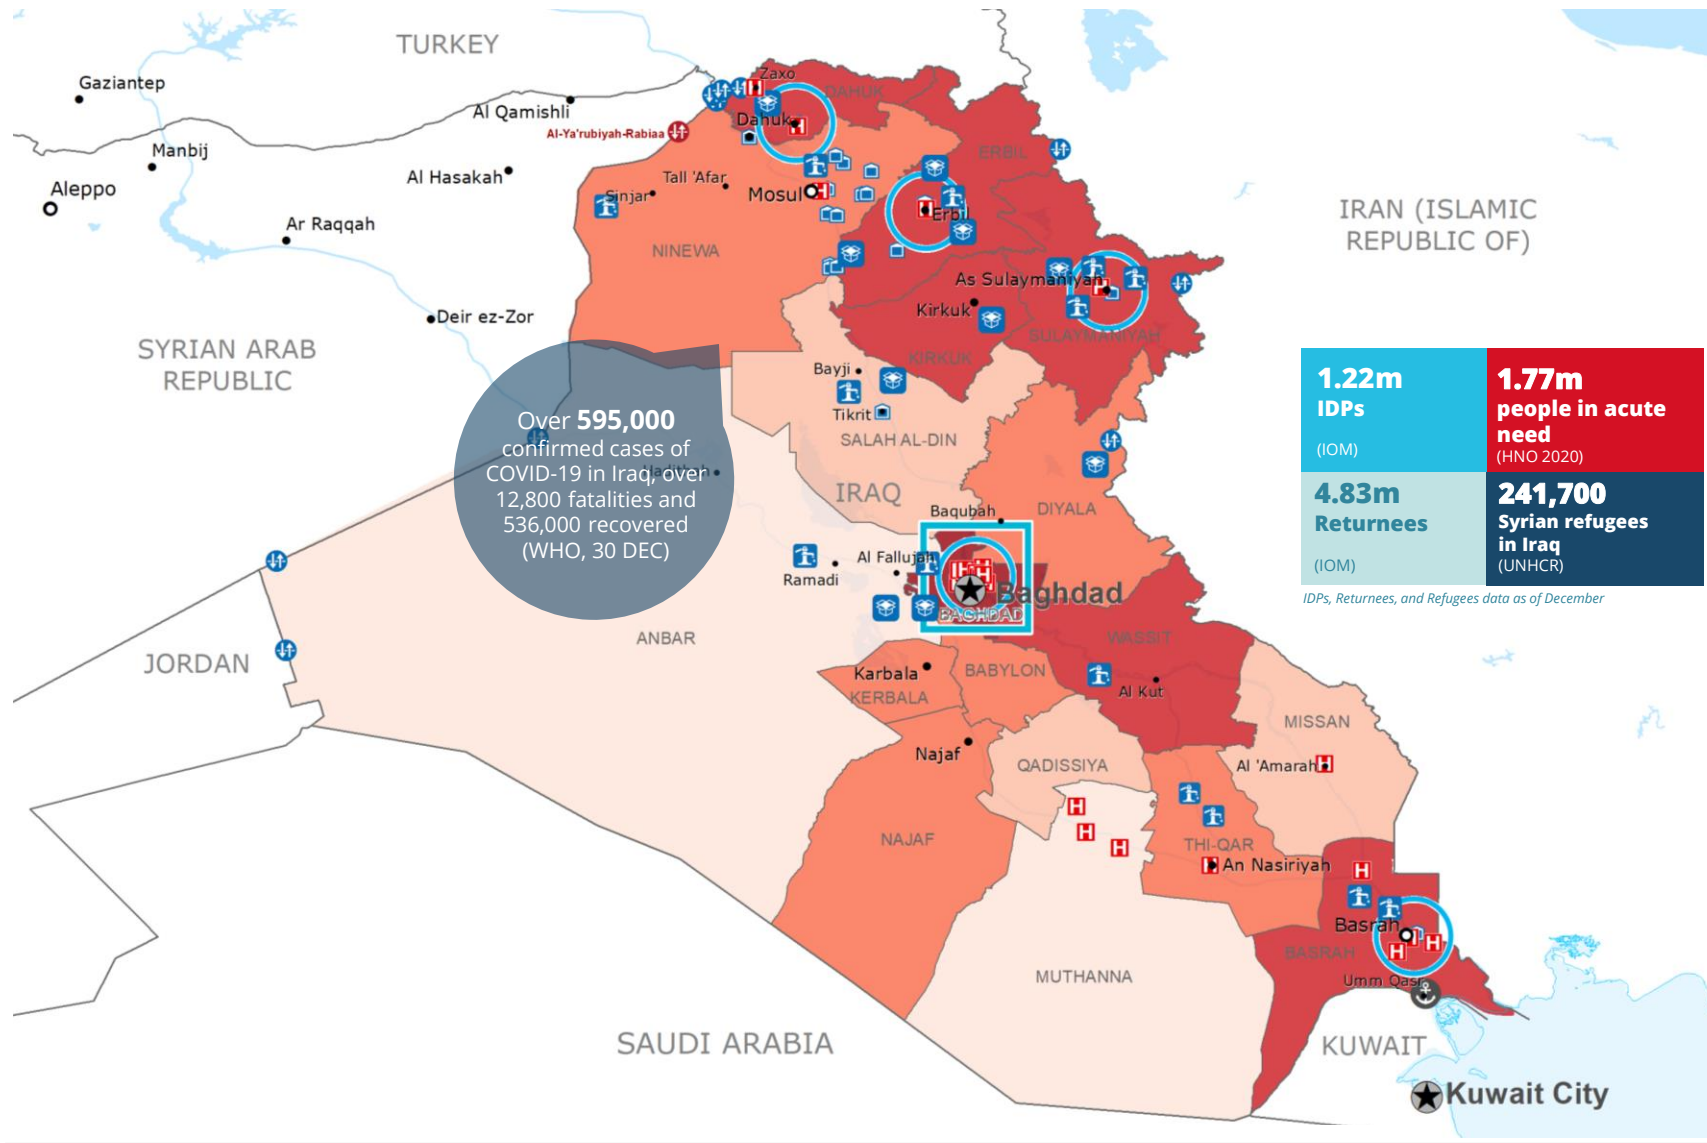 TURKEY
Gaziantep
Zaxo
DAHUK
Al Qamishli
Dahuk
Al-Ya'rubiyah-Rabiaa
Manbij
ERBIL
Al Hasakah
Tall 'Afar
Aleppo
Sinjar
Mosul
Erbil
Ar Raqqah
IRAN (ISLAMIC
REPUBLIC OF)
NINEWA
As Sulaymaniyah
Kirkuk
Deir ez-Zor
SULAYMANIYAH
SYRIAN ARAB
REPUBLIC
KIRKUK
Bayji
Tikrit
SALAH AL-DIN
1.22m
IDPs
(IOM)
1.77m
people in acute
need
(HNO 2020)
4.83m
Returnees
(IOM)
241,700
Syrian refugees
in Iraq
(UNHCR)
IDPs, Returnees, and Refugees data as of December
Over 595,000
confirmed cases of
COVID-19 in Iraq, over
12,800 fatalities and
536,000 recovered
(WHO, 30 DEC)
Hadithah
IRAQ
Baqubah
DIYALA
Al Fallujah
Ramadi
Baghdad
BAGHDAD
ANBAR
WASSIT
JORDAN
Karbala
BABYLON
KERBALA
Al Kut
MISSAN
Najaf
QADISSIYA
Al 'Amarah
NAJAF
THI-QAR
An Nasiriyah
Basrah
BASRAH
MUTHANNA
Umm Qasr
SAUDI ARABIA
KUWAIT
Kuwait City